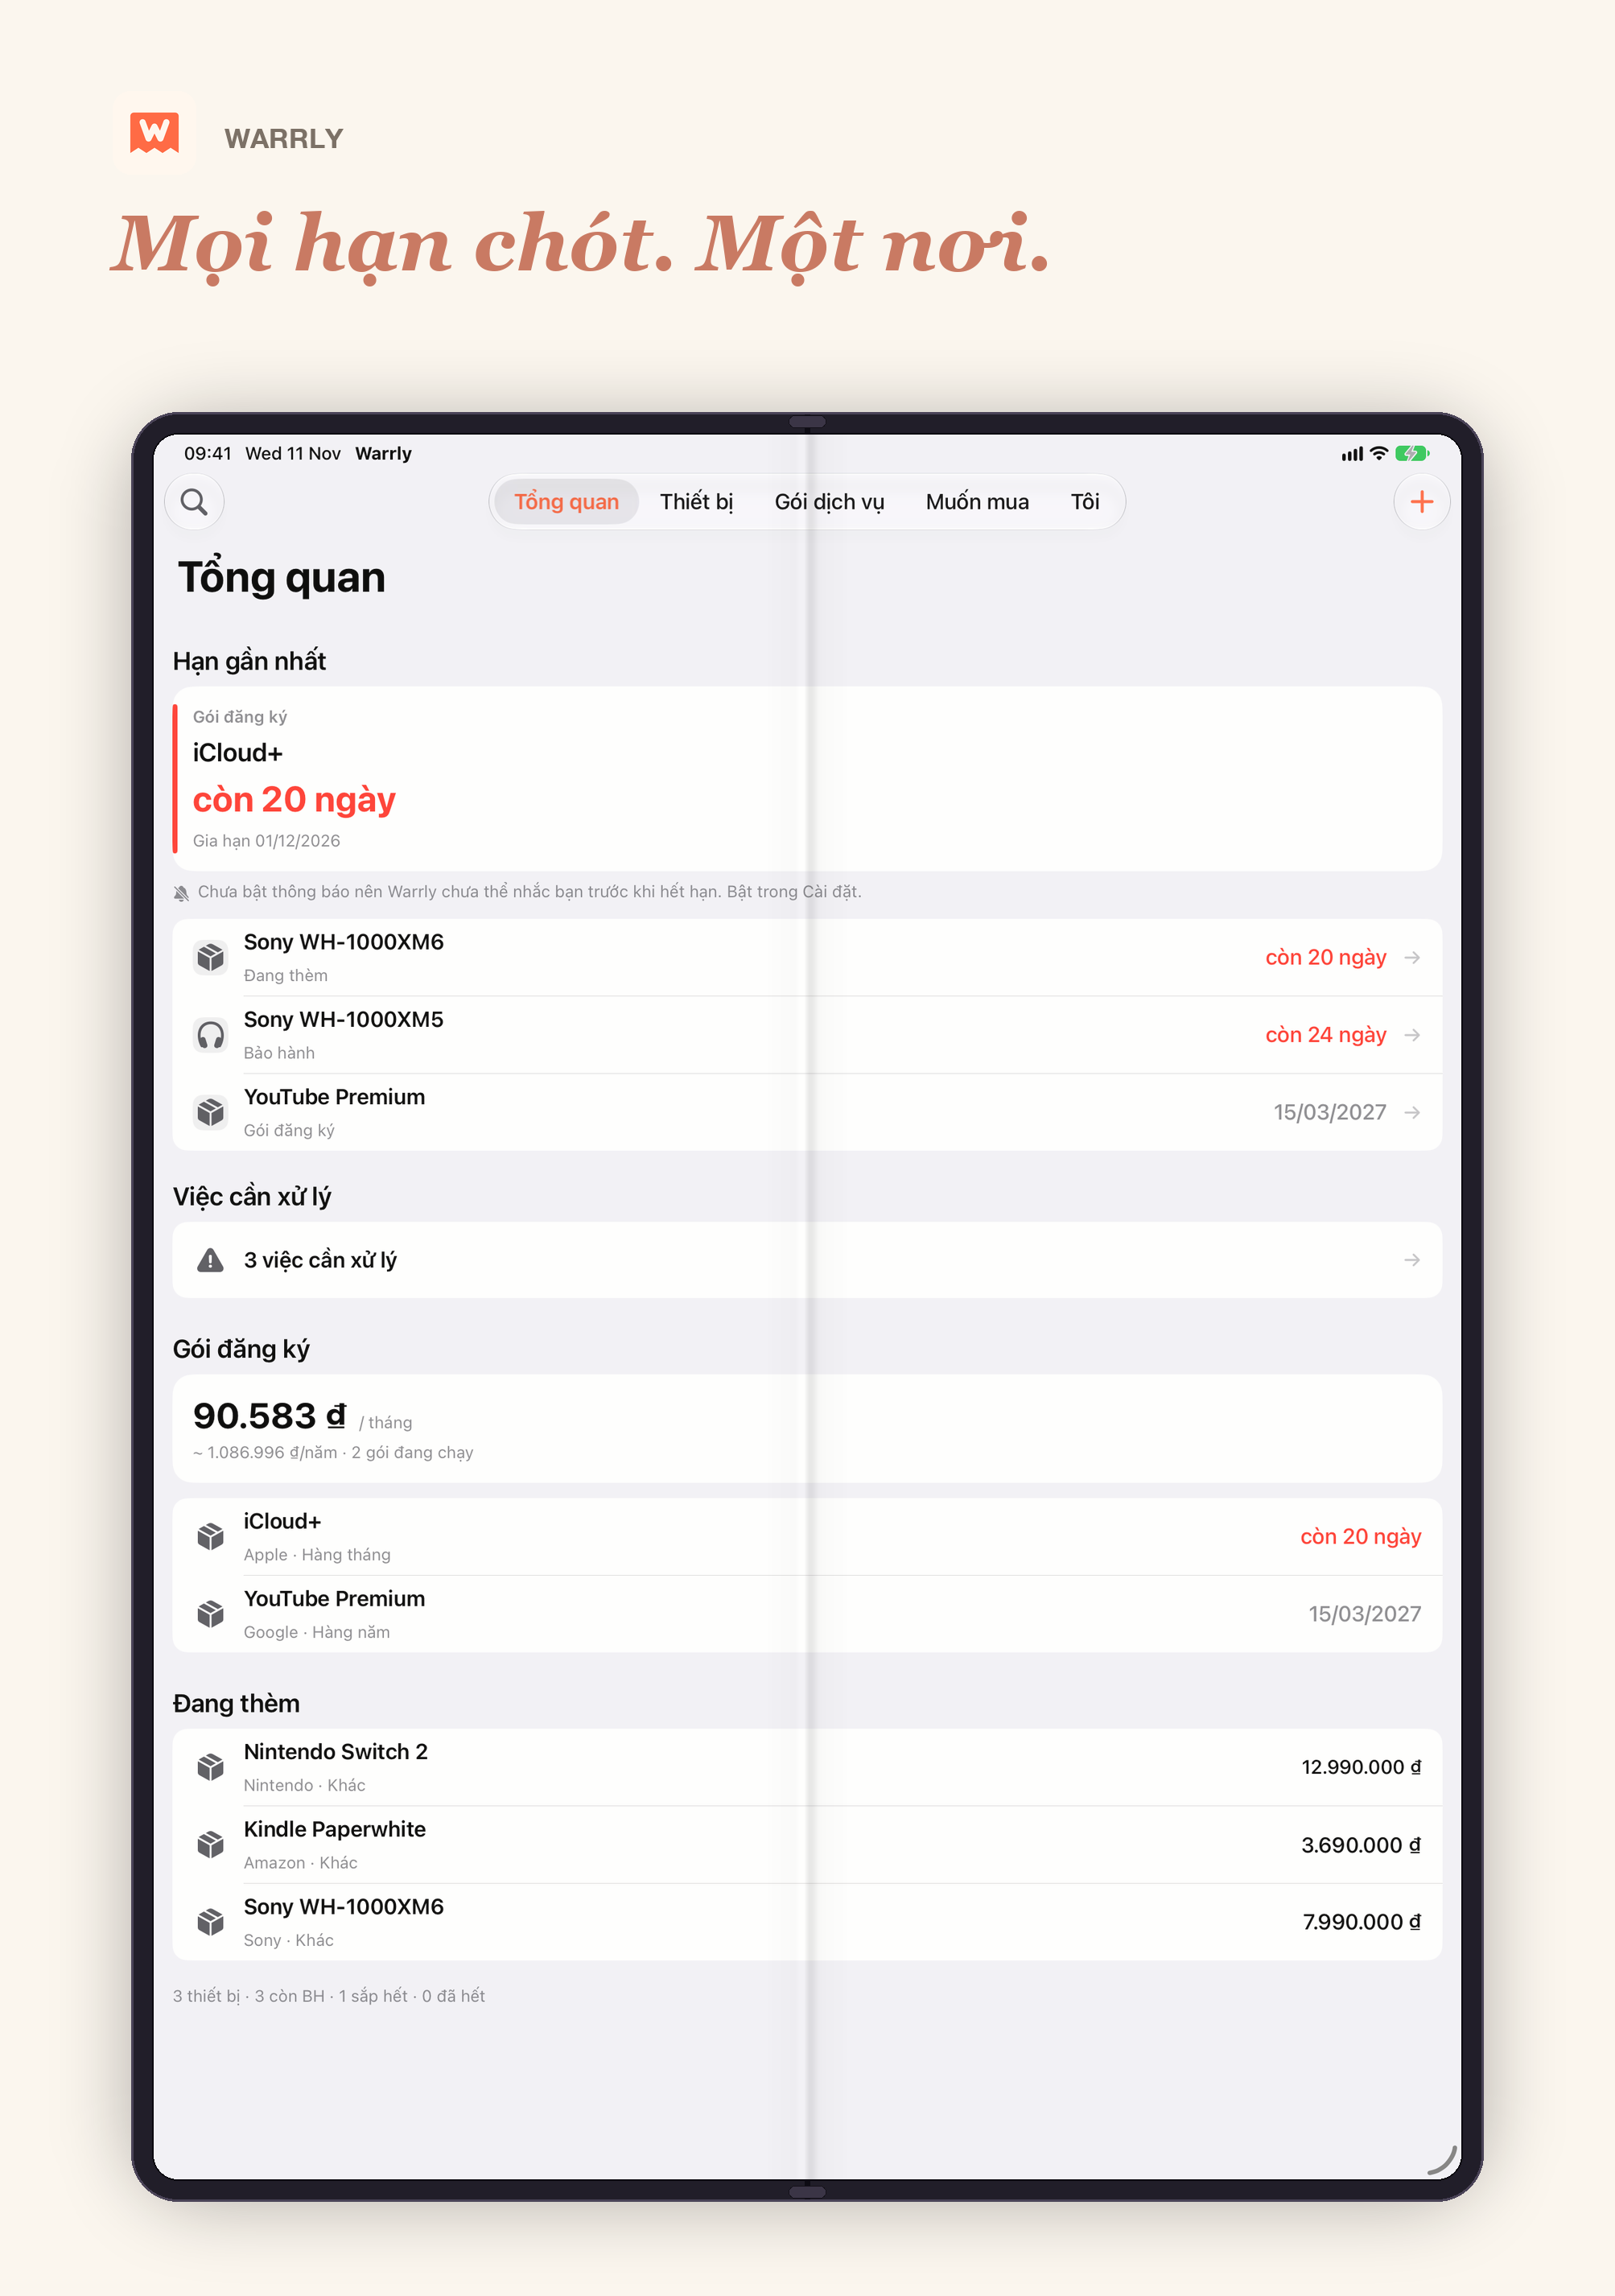 WARRLY
Mọi hạn chót. Một nơi.
09:41 Wed 11 Nov Warrly
Tổng quan Thiết bị Gói dịch vụ Muốn mua Tôi
Tổng quan
Hạn gần nhất
Gói đăng ký
iCloud+
còn 20 ngày
Gia hạn 01/12/2026
Chưa bật thông báo nên Warrly chưa thể nhắc bạn trước khi hết hạn. Bật trong Cài đặt.
Sony WH-1000XM6
còn 20 ngày
Đang thèm
Sony WH-1000XM5
còn 24 ngày
Bảo hành
YouTube Premium
15/03/2027
Gói đăng ký
Việc cần xử lý
3 việc cần xử lý
Gói đăng ký
90.583 ₫ / tháng
~ 1.086.996 ₫/năm · 2 gói đang chạy
iCloud+
còn 20 ngày
Apple · Hàng tháng
YouTube Premium
15/03/2027
Google · Hàng năm
Đang thèm
Nintendo Switch 2
12.990.000 ₫
Nintendo · Khác
Kindle Paperwhite
3.690.000 ₫
Amazon · Khác
Sony WH-1000XM6
7.990.000 ₫
Sony · Khác
3 thiết bị · 3 còn BH · 1 sắp hết · 0 đã hết